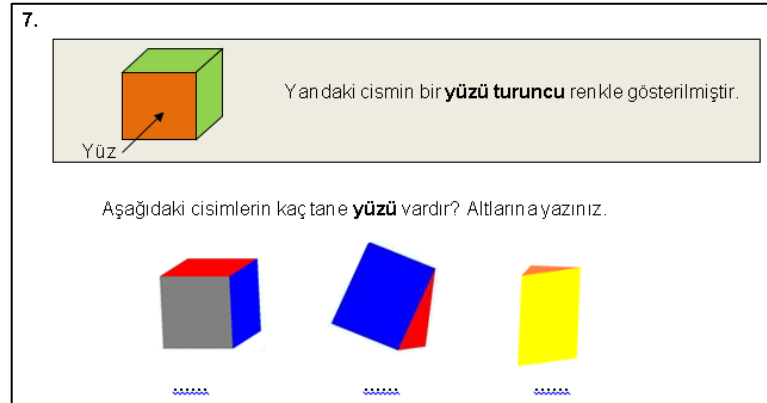 7.
Yandaki cismin bir yüzü turuncu renkle gösterilmiştir.
Yüz
Aşağıdaki cisimlerin kaç tane yüzü vardır? Altlarına yazınız.
...... ...... ......